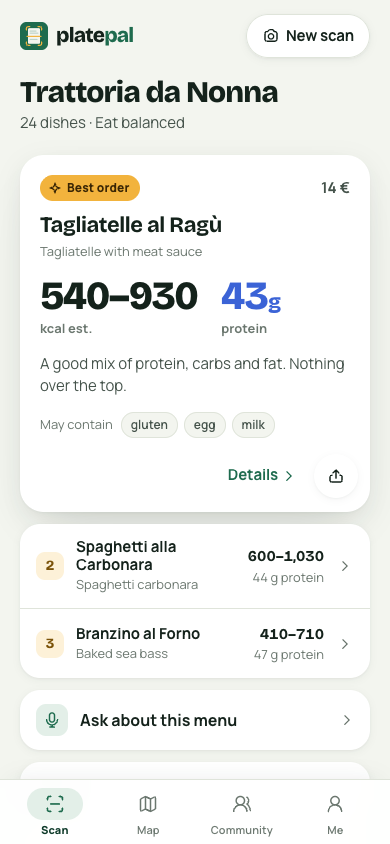 platepal
New scan
Trattoria da Nonna
24 dishes · Eat balanced
Best order
14 €
Tagliatelle al Ragù
Tagliatelle with meat sauce
540–930
43g
kcal est.
protein
A good mix of protein, carbs and fat. Nothing
over the top.
May contain
gluten
egg
milk
Details
2
Spaghetti alla
Carbonara
Spaghetti carbonara
600–1,030
44 g protein
3
Branzino al Forno
Baked sea bass
410–710
47 g protein
Ask about this menu
Scan
Map
Community
Me